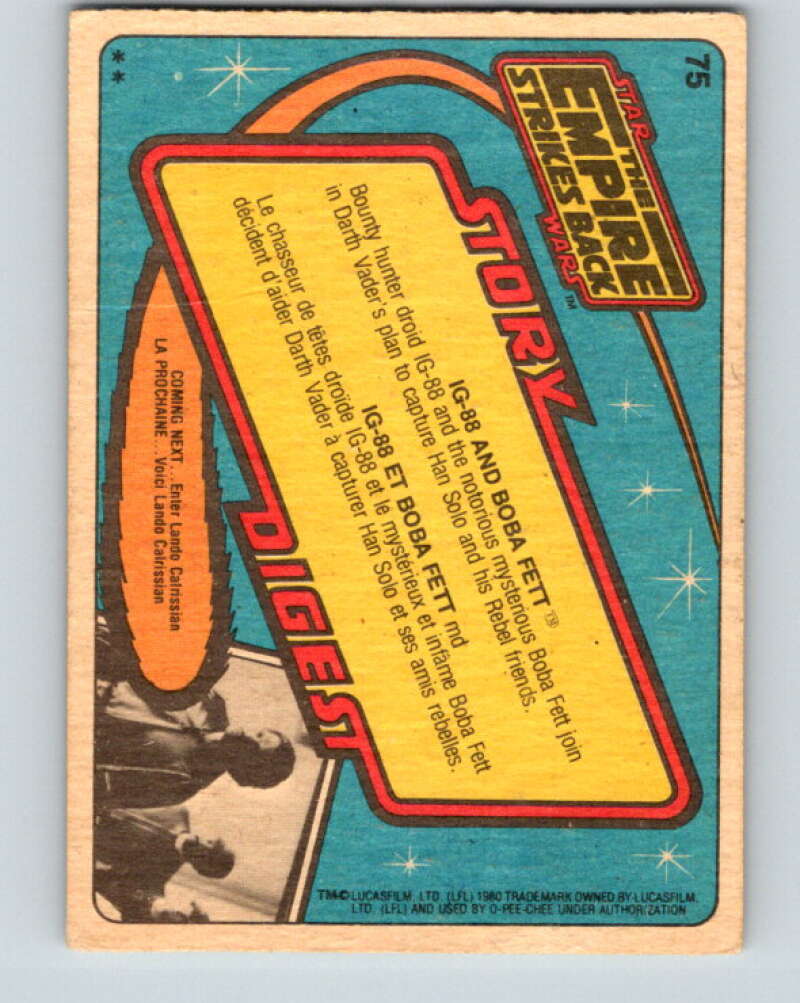 75
STAR
THE
EMPIRE
STRIKES BACK
WARS™
**
STORY
IG-88 AND BOBA FETT™
Bounty hunter droid IG-88 and the notorious mysterious Boba Fett join
in Darth Vader's plan to capture Han Solo and his Rebel friends.
IG-88 ET BOBA FETT md
Le chasseur de têtes droide IG-88 et le mystérieux et infâme Boba Fett
décident d'aider Darth Vader à capturer Han Solo et ses amis rebelles.
DIGEST
COMING NEXT...Enter Lando Calrissian
LA PROCHAINE...Voici Lando Calrissian
TM©LUCASFILM, LTD. (LFL) 1980 TRADEMARK OWNED BY LUCASFILM,
LTD. (LFL) AND USED BY O-PEE-CHEE UNDER AUTHORIZATION